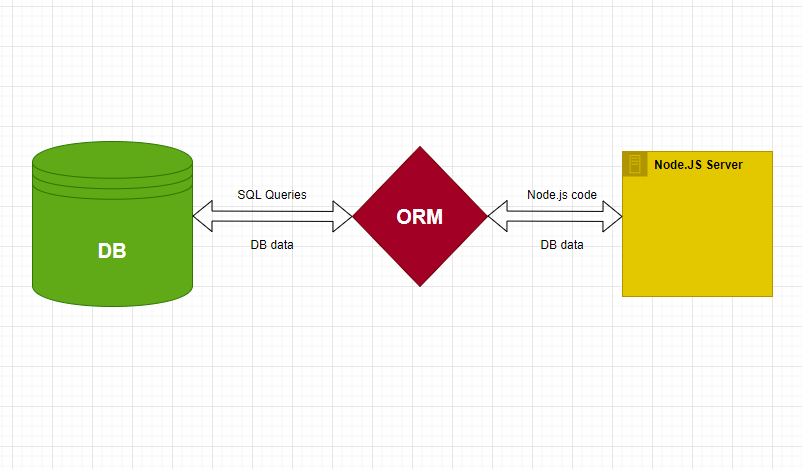 Node.JS Server
SQL Queries
Node.js code
ORM
DB data
DB data
DB